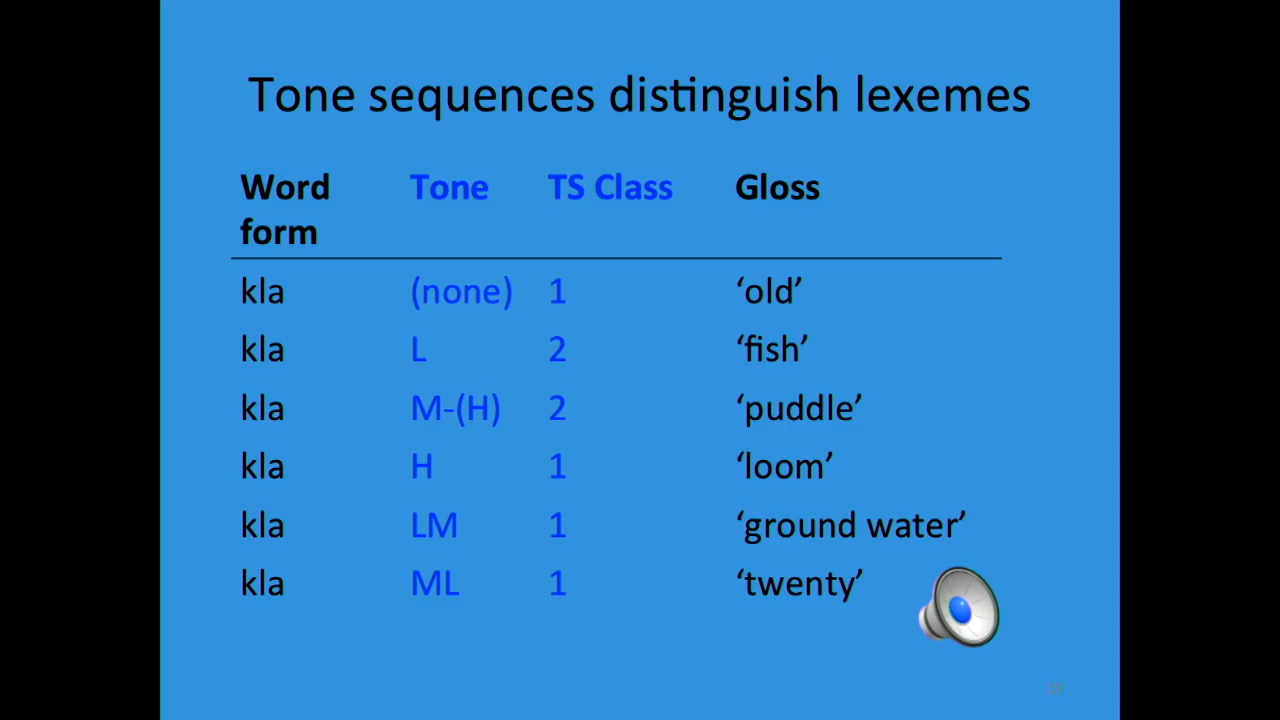 Tone sequences distinguish lexemes
Word form Tone TS Class Gloss
kla (none) 1 ‘old’
kla L 2 ‘fish’
kla M-(H) 2 ‘puddle’
kla H 1 ‘loom’
kla LM 1 ‘ground water’
kla ML 1 ‘twenty’